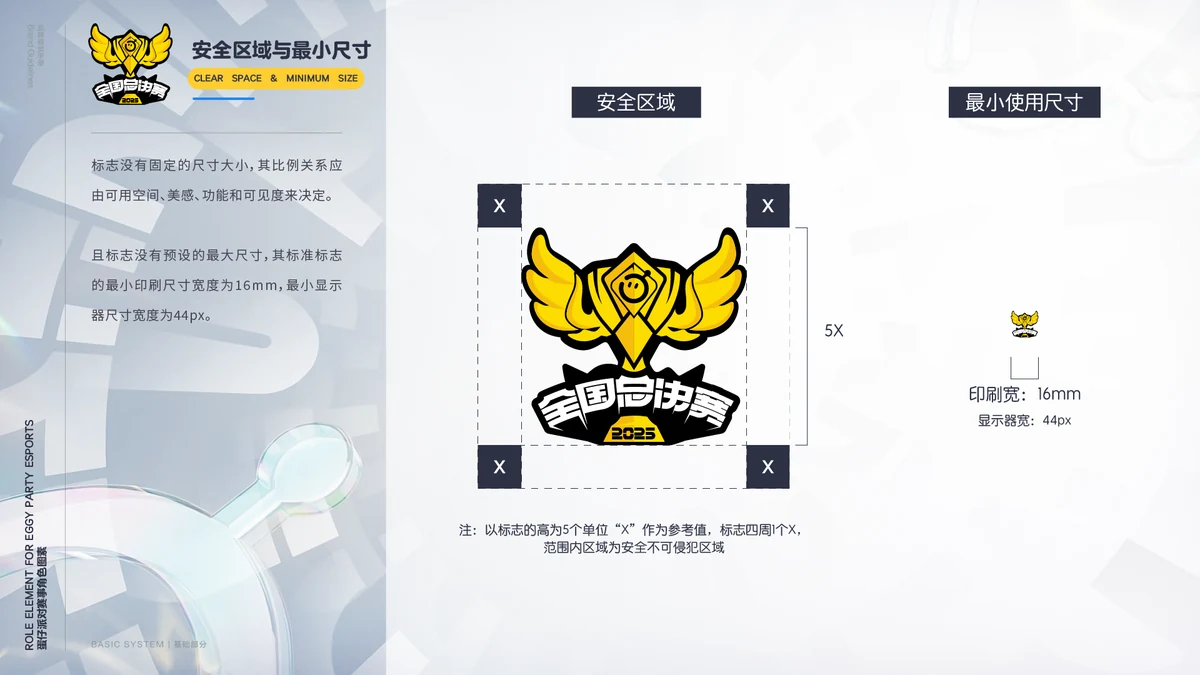 全国总决赛
2025
安全区域与最小尺寸
CLEAR SPACE & MINIMUM SIZE
标志没有固定的尺寸大小，其比例关系应
由可用空间、美感、功能和可见度来决定。
且标志没有预设的最大尺寸，其标准标志
的最小印刷尺寸宽度为16mm，最小显示
器尺寸宽度为44px。
ROLE ELEMENT FOR EGGY PARTY ESPORTS
蛋仔派对赛事角色图素
BASIC SYSTEM | 基础部分
安全区域
X
X
全国总决赛
2025
5X
X
X
注：以标志的高为5个单位“X”作为参考值，标志四周1个X，
范围内区域为安全不可侵犯区域
最小使用尺寸
印刷宽：16mm
显示器宽：44px